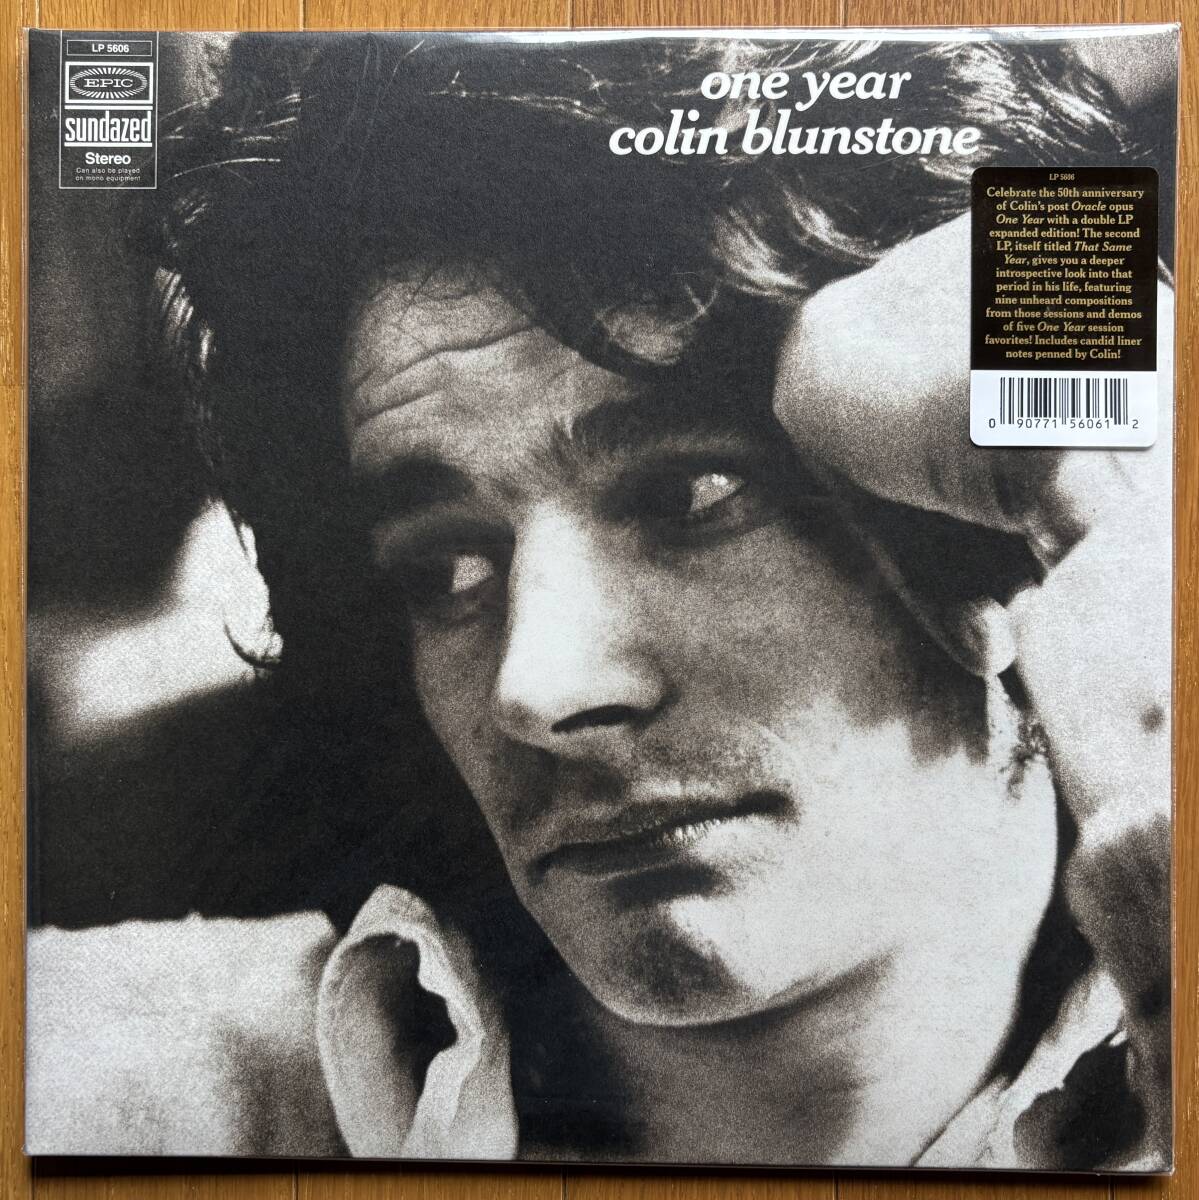 LP 5606
EPIC
sundazed
Stereo
Can also be played
on mono equipment
one year
colin blunstone
LP 5606
Celebrate the 50th anniversary
of Colin's post Oracle opus
One Year with a double LP
expanded edition! The second
LP, itself titled That Same
Year, gives you a deeper
introspective look into that
period in his life, featuring
nine unheard compositions
from those sessions and demos
of five One Year session
favorites! Includes candid liner
notes penned by Colin!
0 90771 56061 2